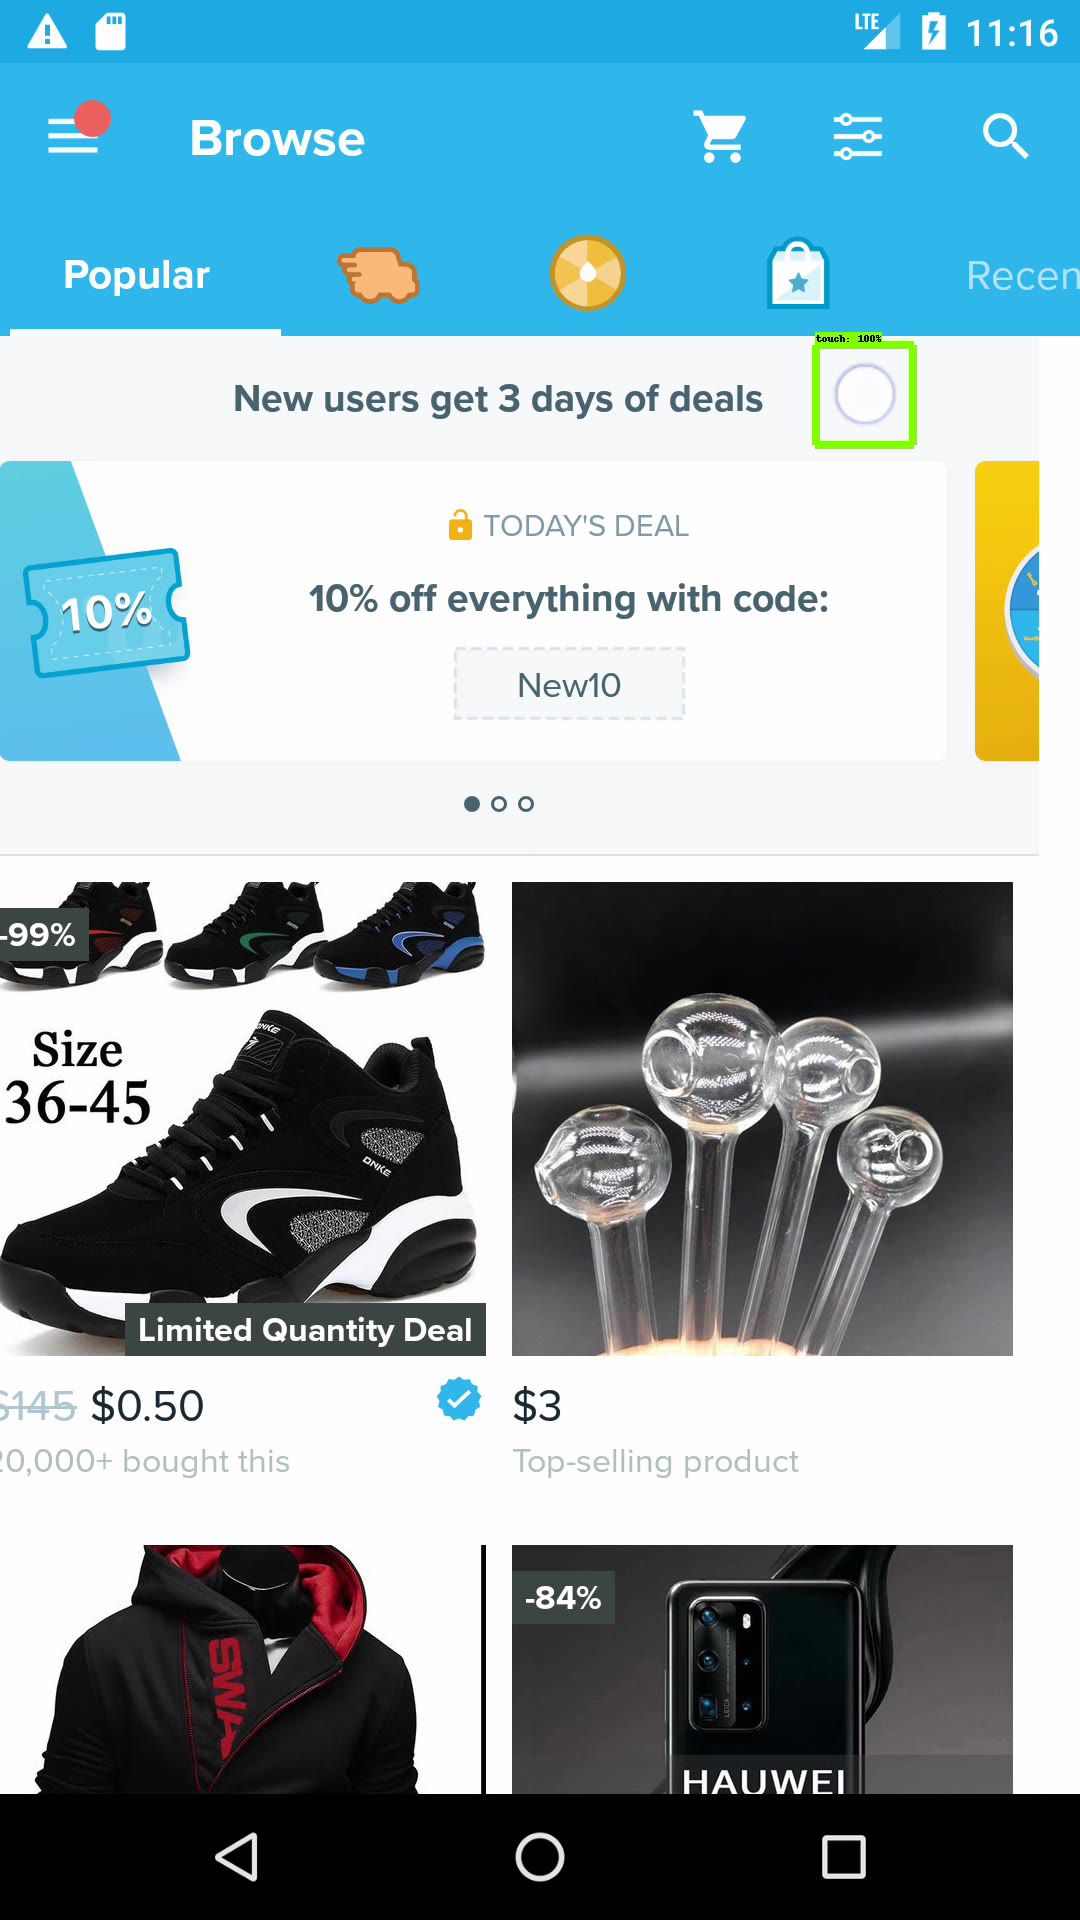 LTE 11:16
Browse
Popular
Recen
touch: 100%
New users get 3 days of deals
TODAY'S DEAL
10%
10% off everything with code:
New10
-99%
Size
36-45
ONKE
ONKE
Limited Quantity Deal
$145 $0.50
20,000+ bought this
$3
Top-selling product
SWA
-84%
LEICA
HAUWEI